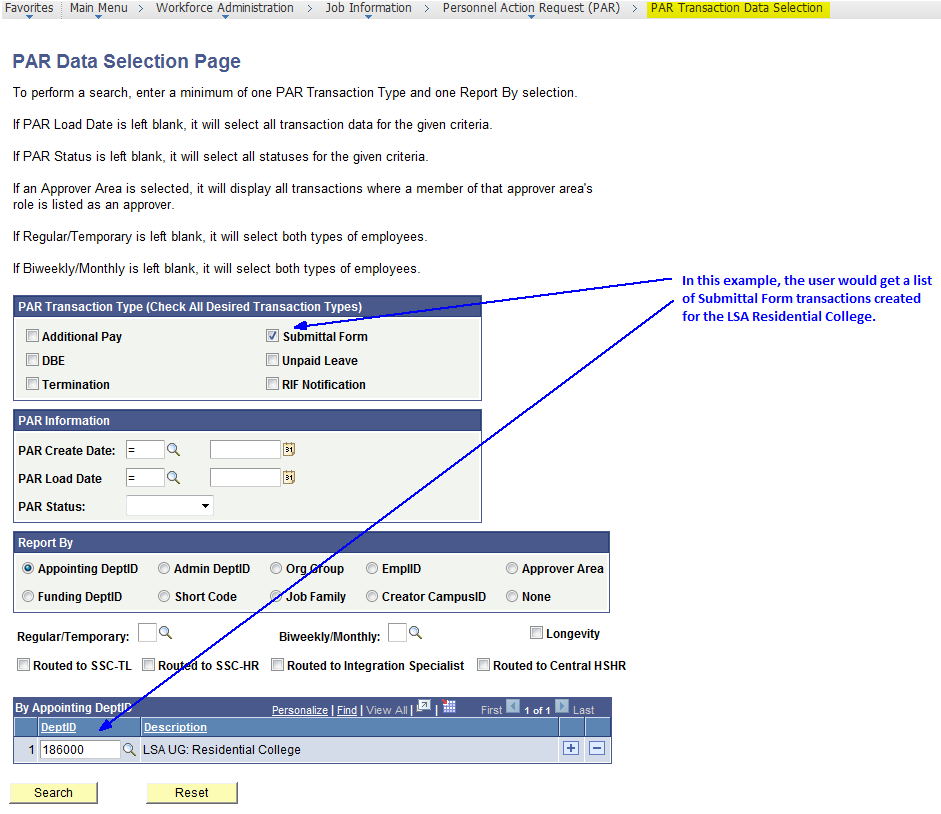 Favorites Main Menu > Workforce Administration > Job Information > Personnel Action Request (PAR) > PAR Transaction Data Selection
PAR Data Selection Page
To perform a search, enter a minimum of one PAR Transaction Type and one Report By selection.
If PAR Load Date is left blank, it will select all transaction data for the given criteria.
If PAR Status is left blank, it will select all statuses for the given criteria.
If an Approver Area is selected, it will display all transactions where a member of that approver area's
role is listed as an approver.
If Regular/Temporary is left blank, it will select both types of employees.
If Biweekly/Monthly is left blank, it will select both types of employees.
In this example, the user would get a list
of Submittal Form transactions created
for the LSA Residential College.
PAR Transaction Type (Check All Desired Transaction Types)
Additional Pay Submittal Form
DBE Unpaid Leave
Termination RIF Notification
PAR Information
PAR Create Date: = 31
PAR Load Date = 31
PAR Status:
Report By
Appointing DeptID Admin DeptID Org Group EmplID Approver Area
Funding DeptID Short Code Job Family Creator CampusID None
Regular/Temporary: Biweekly/Monthly: Longevity
Routed to SSC-TL Routed to SSC-HR Routed to Integration Specialist Routed to Central HSHR
By Appointing DeptID Personalize | Find | View All | | First 1 of 1 Last
DeptID Description
1 186000 LSA UG: Residential College + −
Search Reset